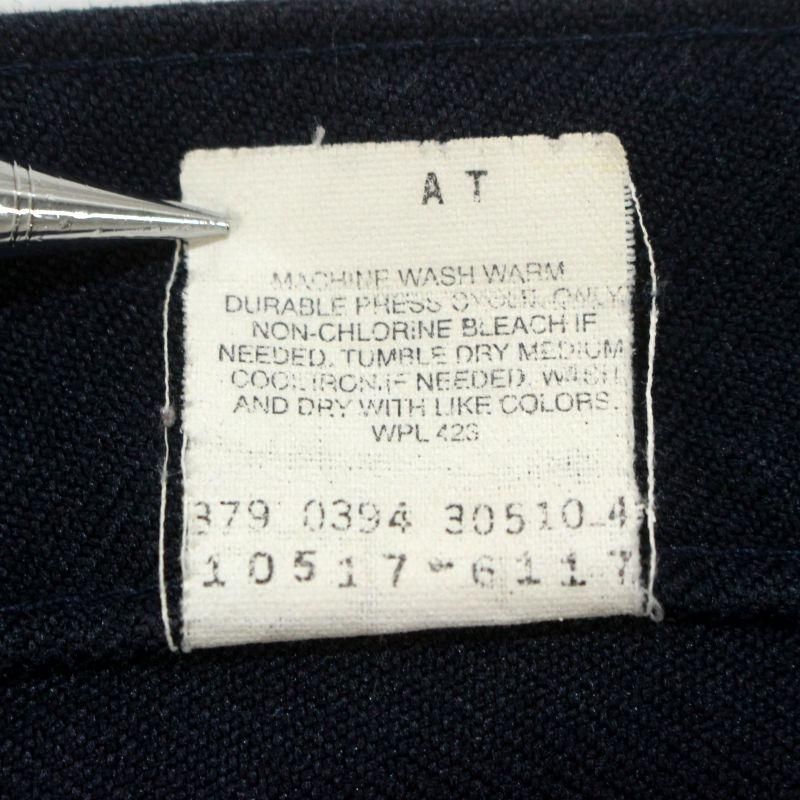 A T
MACHINE WASH WARM
DURABLE PRESS CYCLE ONLY
NON-CHLORINE BLEACH IF
NEEDED. TUMBLE DRY MEDIUM
COOL IRON IF NEEDED. WASH
AND DRY WITH LIKE COLORS.
WPL 423
379 0394 30510 4
10517-6117